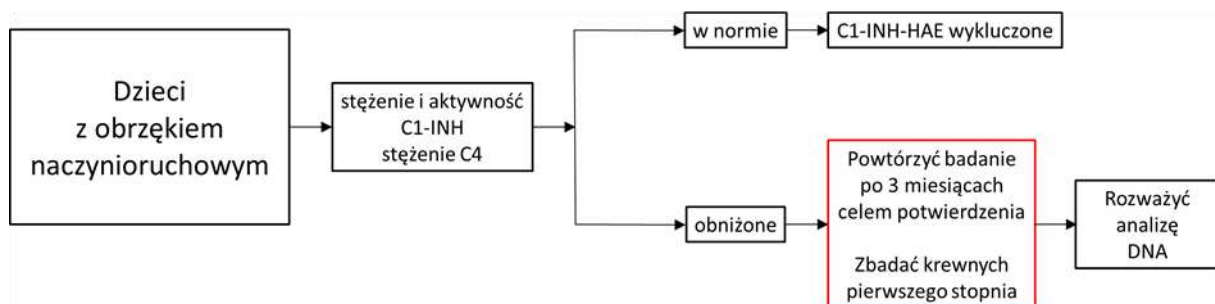 Dzieci
z obrzękiem
naczynioruchowym
stężenie i aktywność
C1-INH
stężenie C4
w normie
C1-INH-HAE wykluczone
obniżone
Powtórzyć badanie
po 3 miesiącach
celem potwierdzenia
Zbadać krewnych
pierwszego stopnia
Rozważyć
analizę
DNA